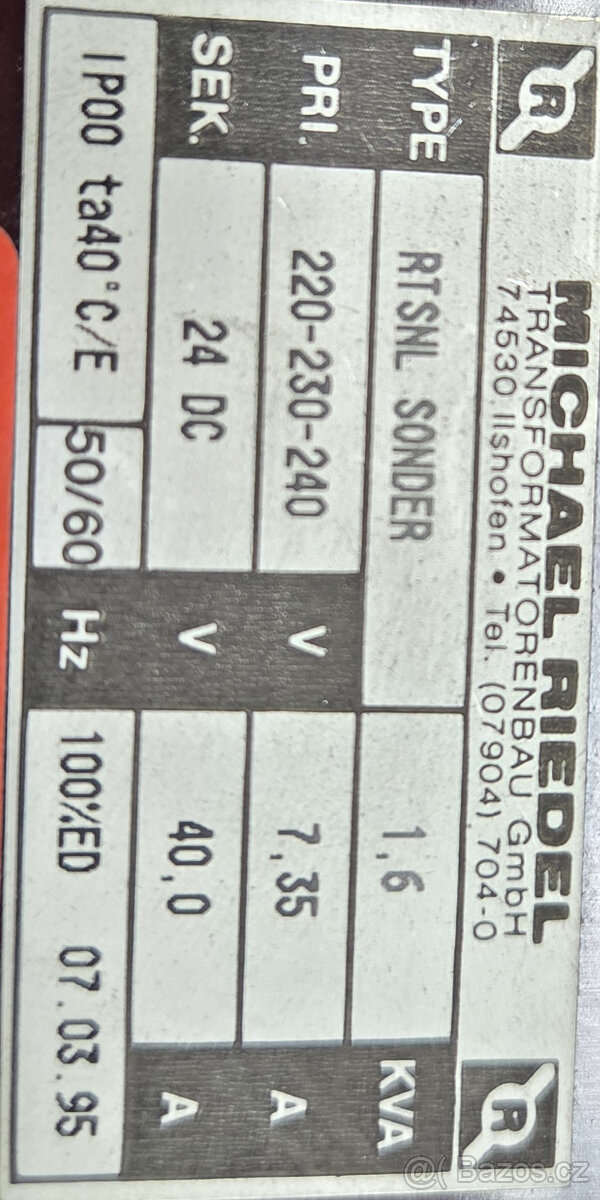 R MICHAEL RIEDEL R
TRANSFORMATORENBAU GmbH
74530 Ilshofen • Tel. (07904) 704-0
TYPE RTSNL SONDER 1,6 KVA
PRI. 220-230-240 V 7,35 A
SEK. 24 DC V 40,0 A
IP00 ta40°C/E 50/60 Hz 100%ED 07.03.95
@ Bazos.cz